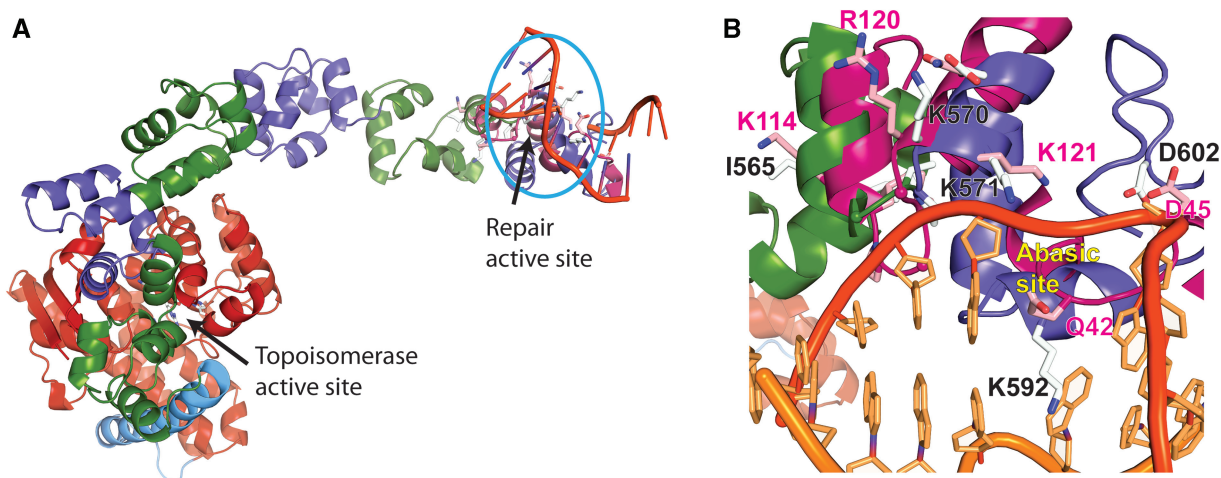 A
Repair
active site
Topoisomerase
active site
B
R120
K570
K114
I565
K121
D602
K571
D45
Abasic
site
Q42
K592